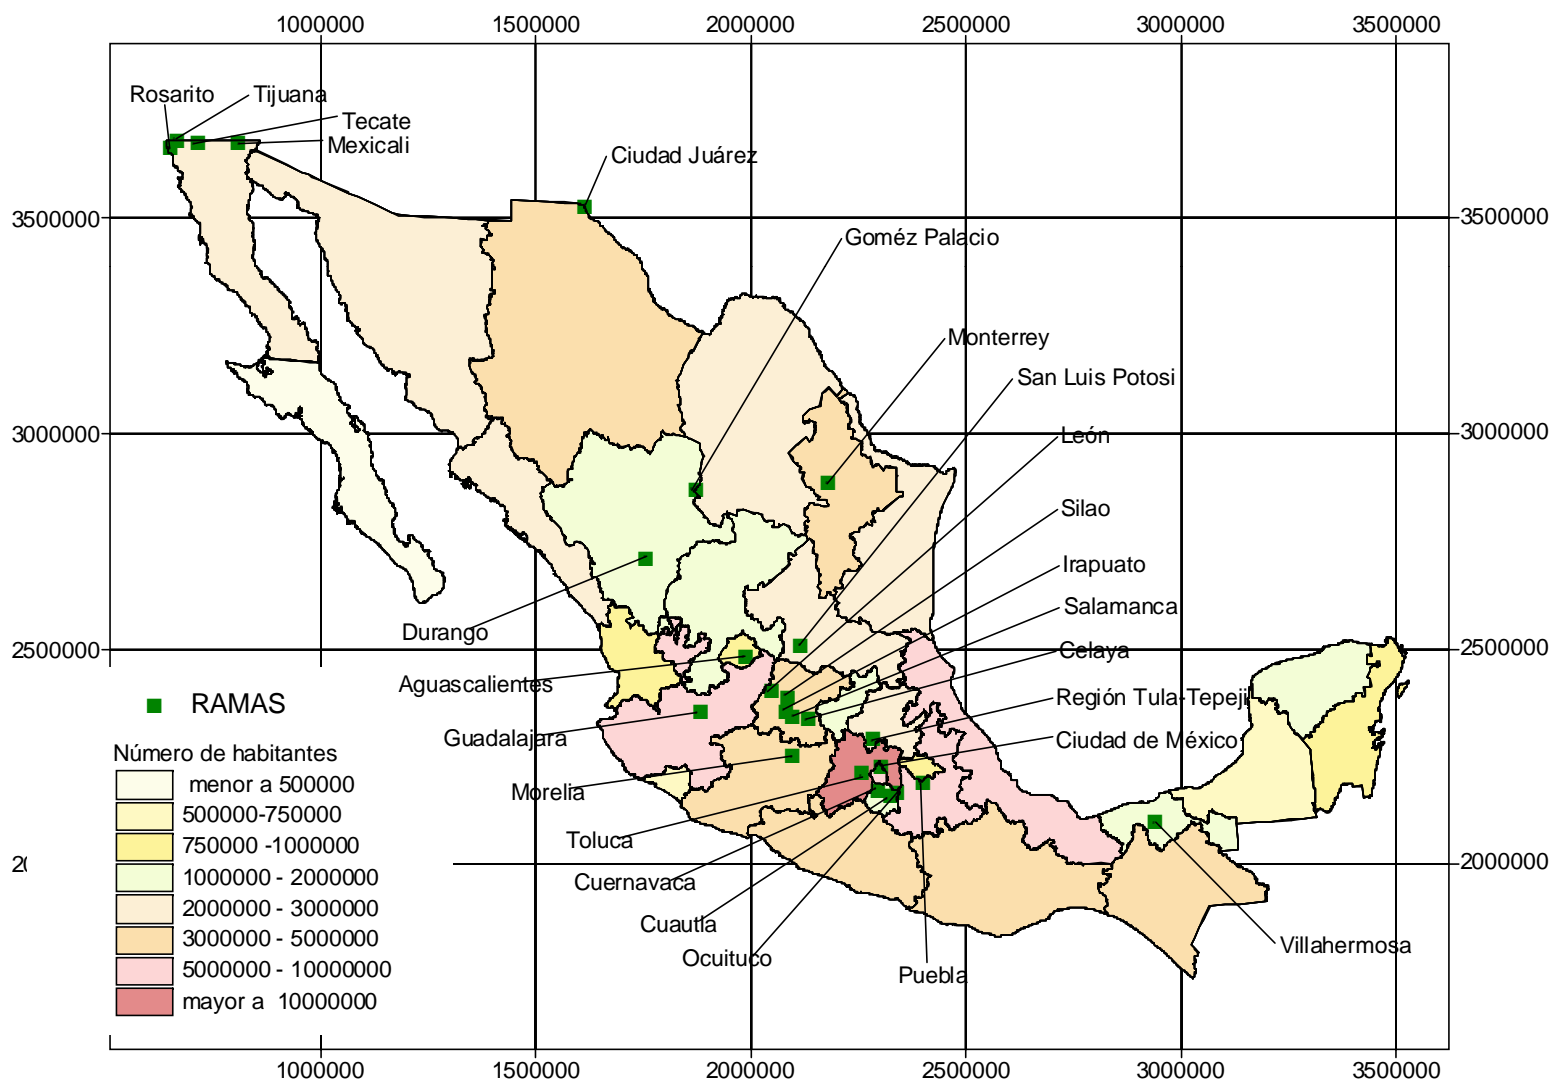 1000000 1500000 2000000 2500000 3000000 3500000
Rosarito
Tijuana
Tecate
Mexicali
Ciudad Juárez
3500000
3500000
Goméz Palacio
Monterrey
San Luis Potosi
3000000
3000000
León
Silao
Irapuato
Salamanca
Durango
2500000
2500000
Celaya
Aguascalientes
Región Tula-Tepeji
RAMAS
Guadalajara
Ciudad de México
Número de habitantes
menor a 500000
Morelia
500000-750000
Toluca
750000 -1000000
2000000
1000000 - 2000000
Cuernavaca
2000000 - 3000000
Cuautla
3000000 - 5000000
Villahermosa
Ocuituco
5000000 - 10000000
Puebla
mayor a 10000000
1000000 1500000 2000000 2500000 3000000 3500000